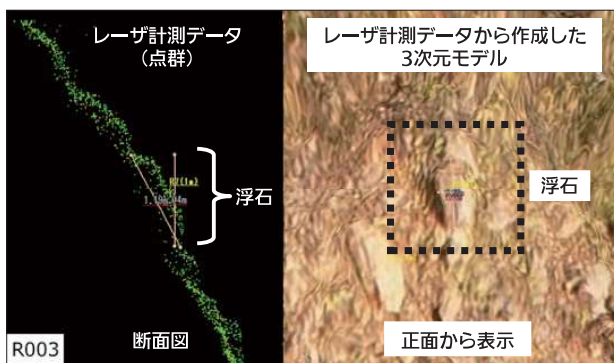 レーザ計測データ
（点群）
浮石
断面図
R003
レーザ計測データから作成した
3次元モデル
浮石
正面から表示